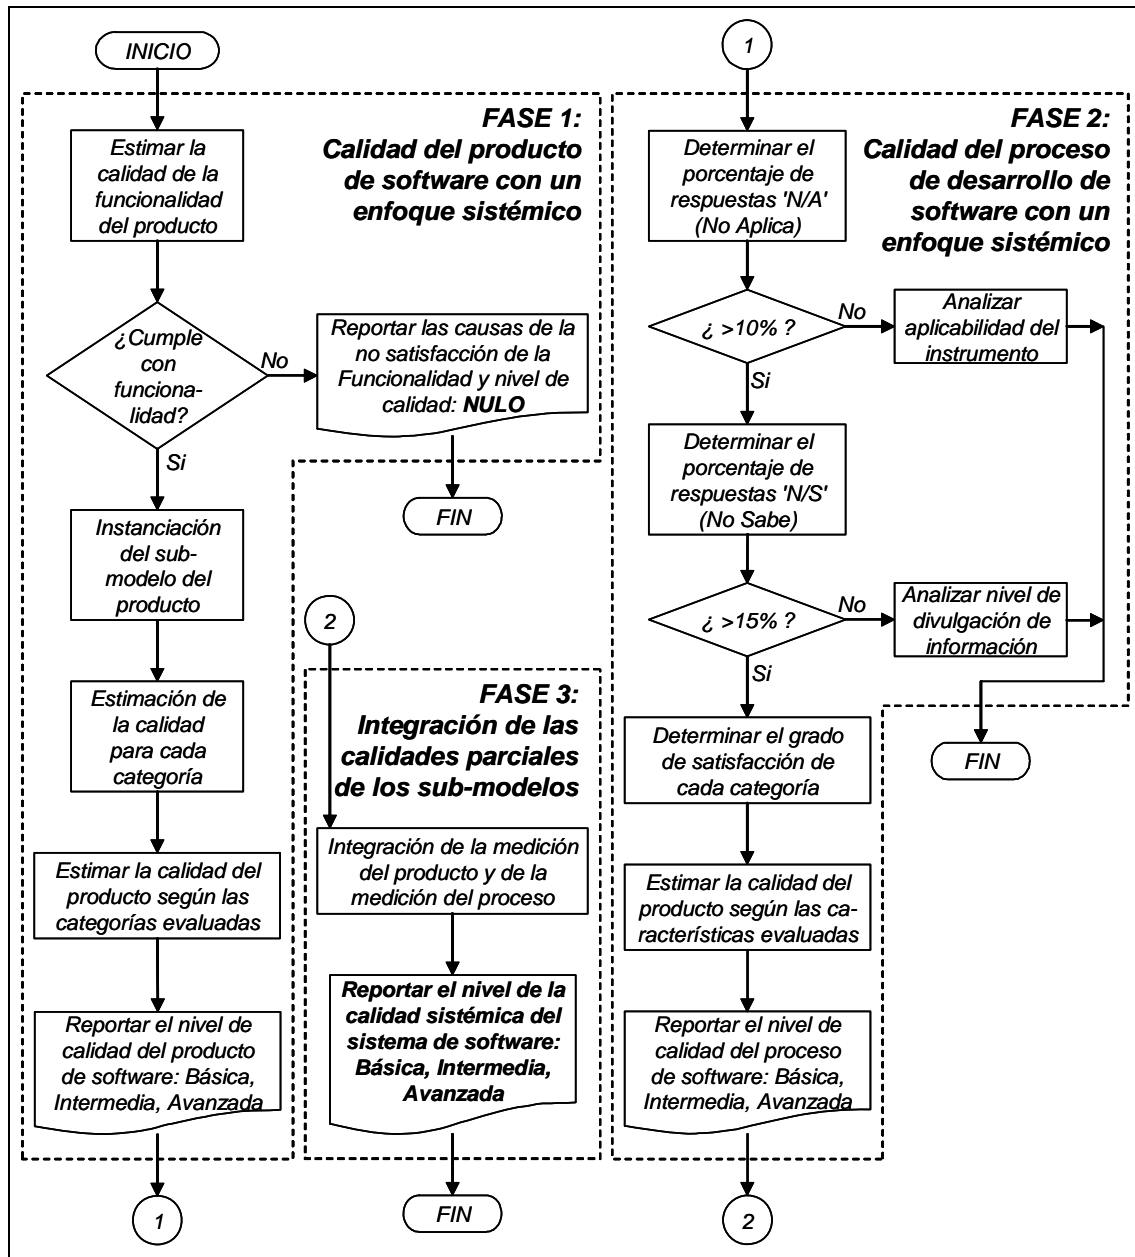 INICIO
FASE 1:
Calidad del producto
de software con un
enfoque sistémico
Estimar la
calidad de la
funcionalidad
del producto
¿Cumple
con
funciona-
lidad?
No
Reportar las causas de la
no satisfacción de la
Funcionalidad y nivel de
calidad: NULO
FIN
Si
Instanciación
del sub-
modelo del
producto
Estimación de
la calidad
para cada
categoría
Estimar la calidad del
producto según las
categorías evaluadas
Reportar el nivel de
calidad del producto
de software: Básica,
Intermedia, Avanzada
1
2
FASE 3:
Integración de las
calidades parciales
de los sub-modelos
Integración de la medición
del producto y de la
medición del proceso
Reportar el nivel de la
calidad sistémica del
sistema de software:
Básica, Intermedia,
Avanzada
FIN
1
FASE 2:
Calidad del proceso
de desarrollo de
software con un
enfoque sistémico
Determinar el
porcentaje de
respuestas 'N/A'
(No Aplica)
¿ >10% ?
No
Analizar
aplicabilidad del
instrumento
Si
Determinar el
porcentaje de
respuestas 'N/S'
(No Sabe)
¿ >15% ?
No
Analizar nivel de
divulgación de
información
Si
FIN
Determinar el grado
de satisfacción de
cada categoría
Estimar la calidad del
producto según las ca-
racterísticas evaluadas
Reportar el nivel de
calidad del proceso
de software: Básica,
Intermedia, Avanzada
2